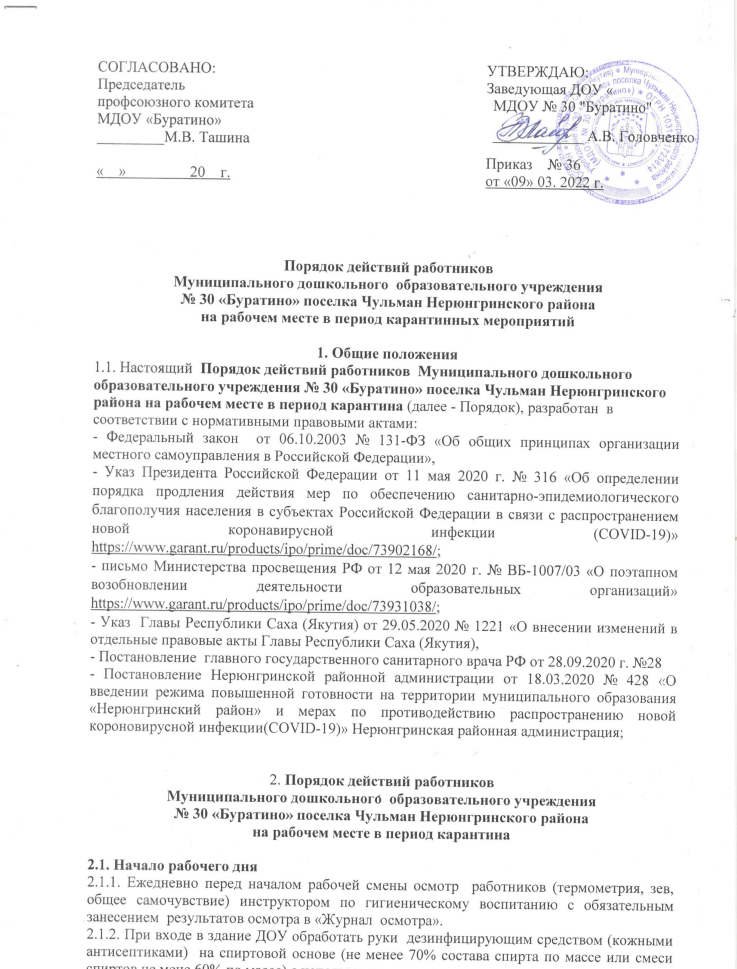 СОГЛАСОВАНО:
Председатель
профсоюзного комитета
МДОУ «Буратино»
_________М.В. Ташина
«    »                 20    г.
УТВЕРЖДАЮ:
Заведующая ДОУ «
МДОУ № 30 "Буратино"
А.В. Головченко
Приказ    № 36
от «09» 03. 2022 г.
Порядок действий работников
Муниципального дошкольного  образовательного учреждения
№ 30 «Буратино» поселка Чульман Нерюнгринского района
на рабочем месте в период карантинных мероприятий
1. Общие положения
1.1. Настоящий  Порядок действий работников  Муниципального дошкольного
образовательного учреждения № 30 «Буратино» поселка Чульман Нерюнгринского
района на рабочем месте в период карантина (далее - Порядок), разработан  в
соответствии с нормативными правовыми актами:
- Федеральный закон  от 06.10.2003 № 131-ФЗ «Об общих принципах организации
местного самоуправления в Российской Федерации»,
- Указ Президента Российской Федерации от 11 мая 2020 г. № 316 «Об определении
порядка продления действия мер по обеспечению санитарно-эпидемиологического
благополучия населения в субъектах Российской Федерации в связи с распространением
новой коронавирусной инфекции (COVID-19)»
https://www.garant.ru/products/ipo/prime/doc/73902168/;
- письмо Министерства просвещения РФ от 12 мая 2020 г. № ВБ-1007/03 «О поэтапном
возобновлении деятельности образовательных организаций»
https://www.garant.ru/products/ipo/prime/doc/73931038/;
- Указ  Главы Республики Саха (Якутия) от 29.05.2020 № 1221 «О внесении изменений в
отдельные правовые акты Главы Республики Саха (Якутия),
- Постановление  главного государственного санитарного врача РФ от 28.09.2020 г. №28
- Постановление Нерюнгринской районной администрации от 18.03.2020 № 428 «О
введении режима повышенной готовности на территории муниципального образования
«Нерюнгринский район» и мерах по противодействию распространению новой
короновирусной инфекции(COVID-19)» Нерюнгринская районная администрация;
2. Порядок действий работников
Муниципального дошкольного  образовательного учреждения
№ 30 «Буратино» поселка Чульман Нерюнгринского района
на рабочем месте в период карантина
2.1. Начало рабочего дня
2.1.1. Ежедневно перед началом рабочей смены осмотр  работников (термометрия, зев,
общее самочувствие) инструктором по гигиеническому воспитанию с обязательным
занесением  результатов осмотра в «Журнал  осмотра».
2.1.2. При входе в здание ДОУ обработать руки  дезинфицирующим средством (кожными
антисептиками)  на спиртовой основе (не менее 70% состава спирта по массе или смеси